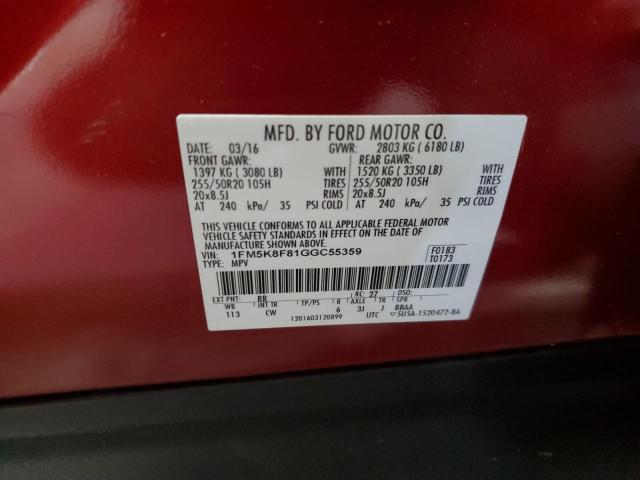 MFD. BY FORD MOTOR CO.
DATE: 03/16 GVWR: 2803 KG ( 6180 LB)
FRONT GAWR: REAR GAWR:
1397 KG ( 3080 LB) WITH 1520 KG ( 3350 LB) WITH
255/50R20 105H TIRES 255/50R20 105H TIRES
20x8.5J RIMS 20x8.5J RIMS
AT 240 kPa/ 35 PSI COLD AT 240 kPa/ 35 PSI COLD
THIS VEHICLE CONFORMS TO ALL APPLICABLE FEDERAL MOTOR
VEHICLE SAFETY STANDARDS IN EFFECT ON THE DATE OF
MANUFACTURE SHOWN ABOVE.
VIN: 1FM5K8F81GGC55359 F0183
TYPE: MPV T0173
EXT PNT: RR RC: 27 DSO:
WB INT TR TP/PS R AXLE TR SPR
113 CW 6 3J J BBAA
1201603120899 UTC 5U5A-1520472-BA